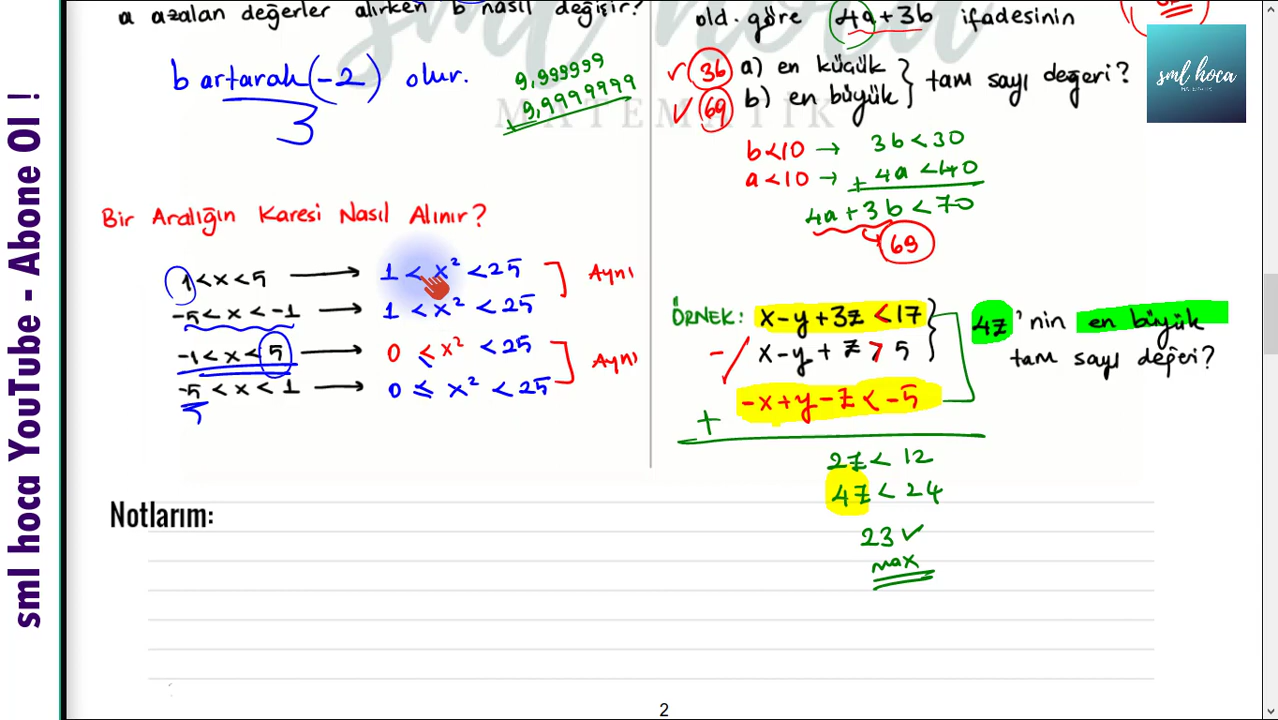 sml hoca YouTube - Abone Ol !
a azalan değerler alırken b nasıl değişir?
b artarak (-2) olur.
3
9,999999
+ 9,9999999
MATEMATİK
Bir Aralığın Karesi Nasıl Alınır?
1 < x < 5 → 1 < x² < 25
-5 < x < -1 → 1 < x² < 25
Aynı
-1 < x < 5 → 0 ≤ x² < 25
-5 < x < 1 → 0 ≤ x² < 25
Aynı
5
old. göre 4a + 3b ifadesinin
✓ 36 a) en küçük
✓ 69 b) en büyük
} tam sayı değeri?
b < 10 → 3b < 30
a < 10 → + 4a < 40
4a + 3b < 70
69
sml hoca
MATEMATİK
ÖRNEK: x - y + 3z < 17
- / x - y + z > 5
4z'nin en büyük
tam sayı değeri?
-x + y - z < -5
+
2z < 12
4z < 24
23 ✓
max
Notlarım:
2